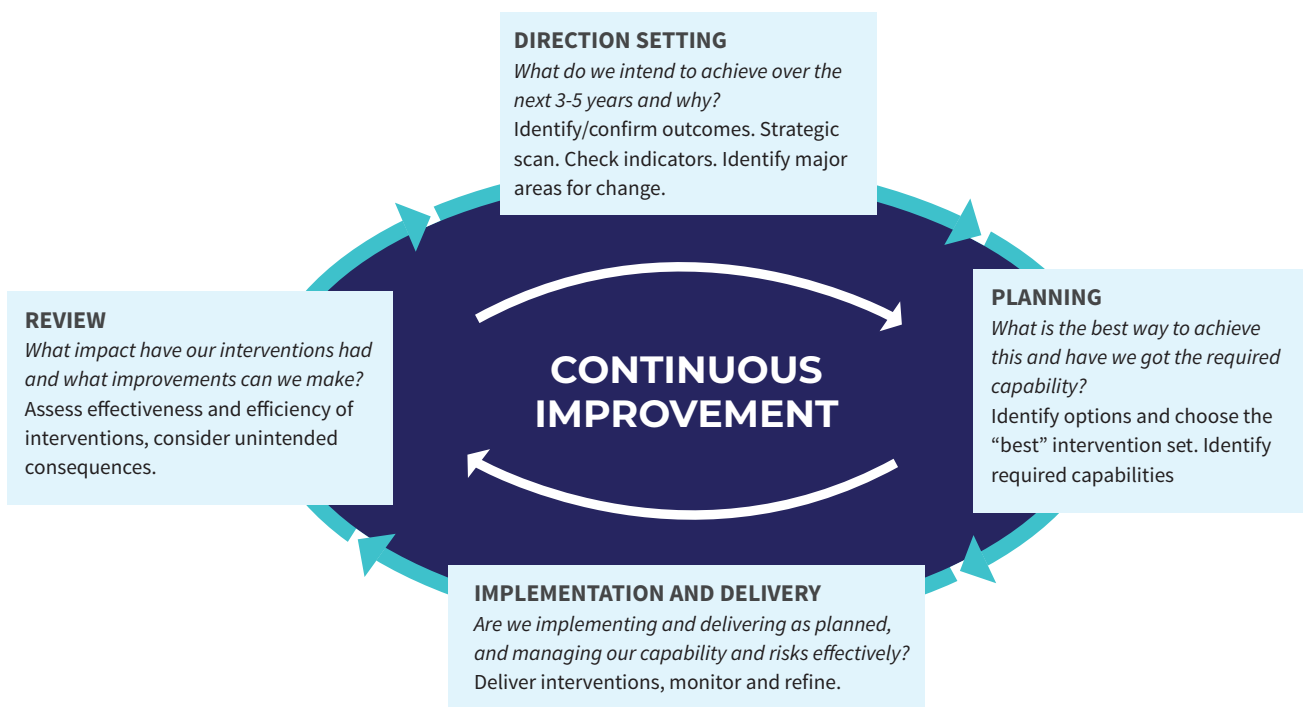 DIRECTION SETTING
What do we intend to achieve over the
next 3-5 years and why?
Identify/confirm outcomes. Strategic
scan. Check indicators. Identify major
areas for change.
PLANNING
What is the best way to achieve
this and have we got the required
capability?
Identify options and choose the
“best” intervention set. Identify
required capabilities
REVIEW
What impact have our interventions had
and what improvements can we make?
Assess effectiveness and efficiency of
interventions, consider unintended
consequences.
CONTINUOUS
IMPROVEMENT
IMPLEMENTATION AND DELIVERY
Are we implementing and delivering as planned,
and managing our capability and risks effectively?
Deliver interventions, monitor and refine.